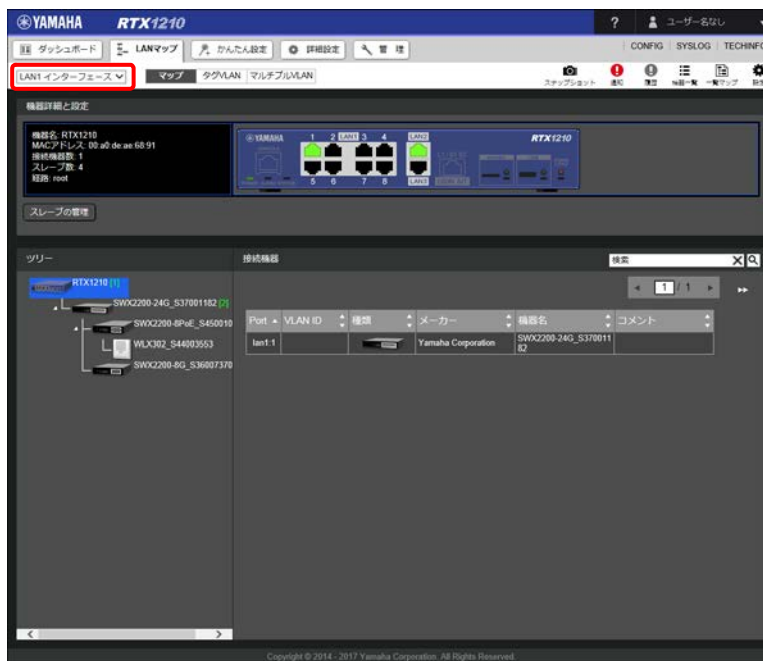 YAMAHA RTX1210 ? ユーザー名なし
ダッシュボード LANマップ かんたん設定 詳細設定 管理 CONFIG SYSLOG TECHINFO
LAN1 インターフェース マップ タグVLAN マルチプルVLAN スナップショット 通知 履歴 機器一覧 一覧マップ
機器詳細と設定
機器名: RTX1210
MACアドレス: 00:a0:de:ae:68:91
接続機器数: 1
スレーブ数: 4
経路: root
YAMAHA 1 2 LAN1 3 4 LAN2 RTX1210
5 6 7 8 LAN3
スレーブの管理
ツリー 接続機器 検索
RTX1210 [1] 1 / 1
SWX2200-24G_S37001182 [2]
SWX2200-8PoE_S450010
WLX302_S44003553
SWX2200-8G_S36007370
Port VLAN ID 種類 メーカー 機器名 コメント
lan1:1 Yamaha Corporation SWX2200-24G_S370011
82
Copyright © 2014 - 2017 Yamaha Corporation. All Rights Reserved.